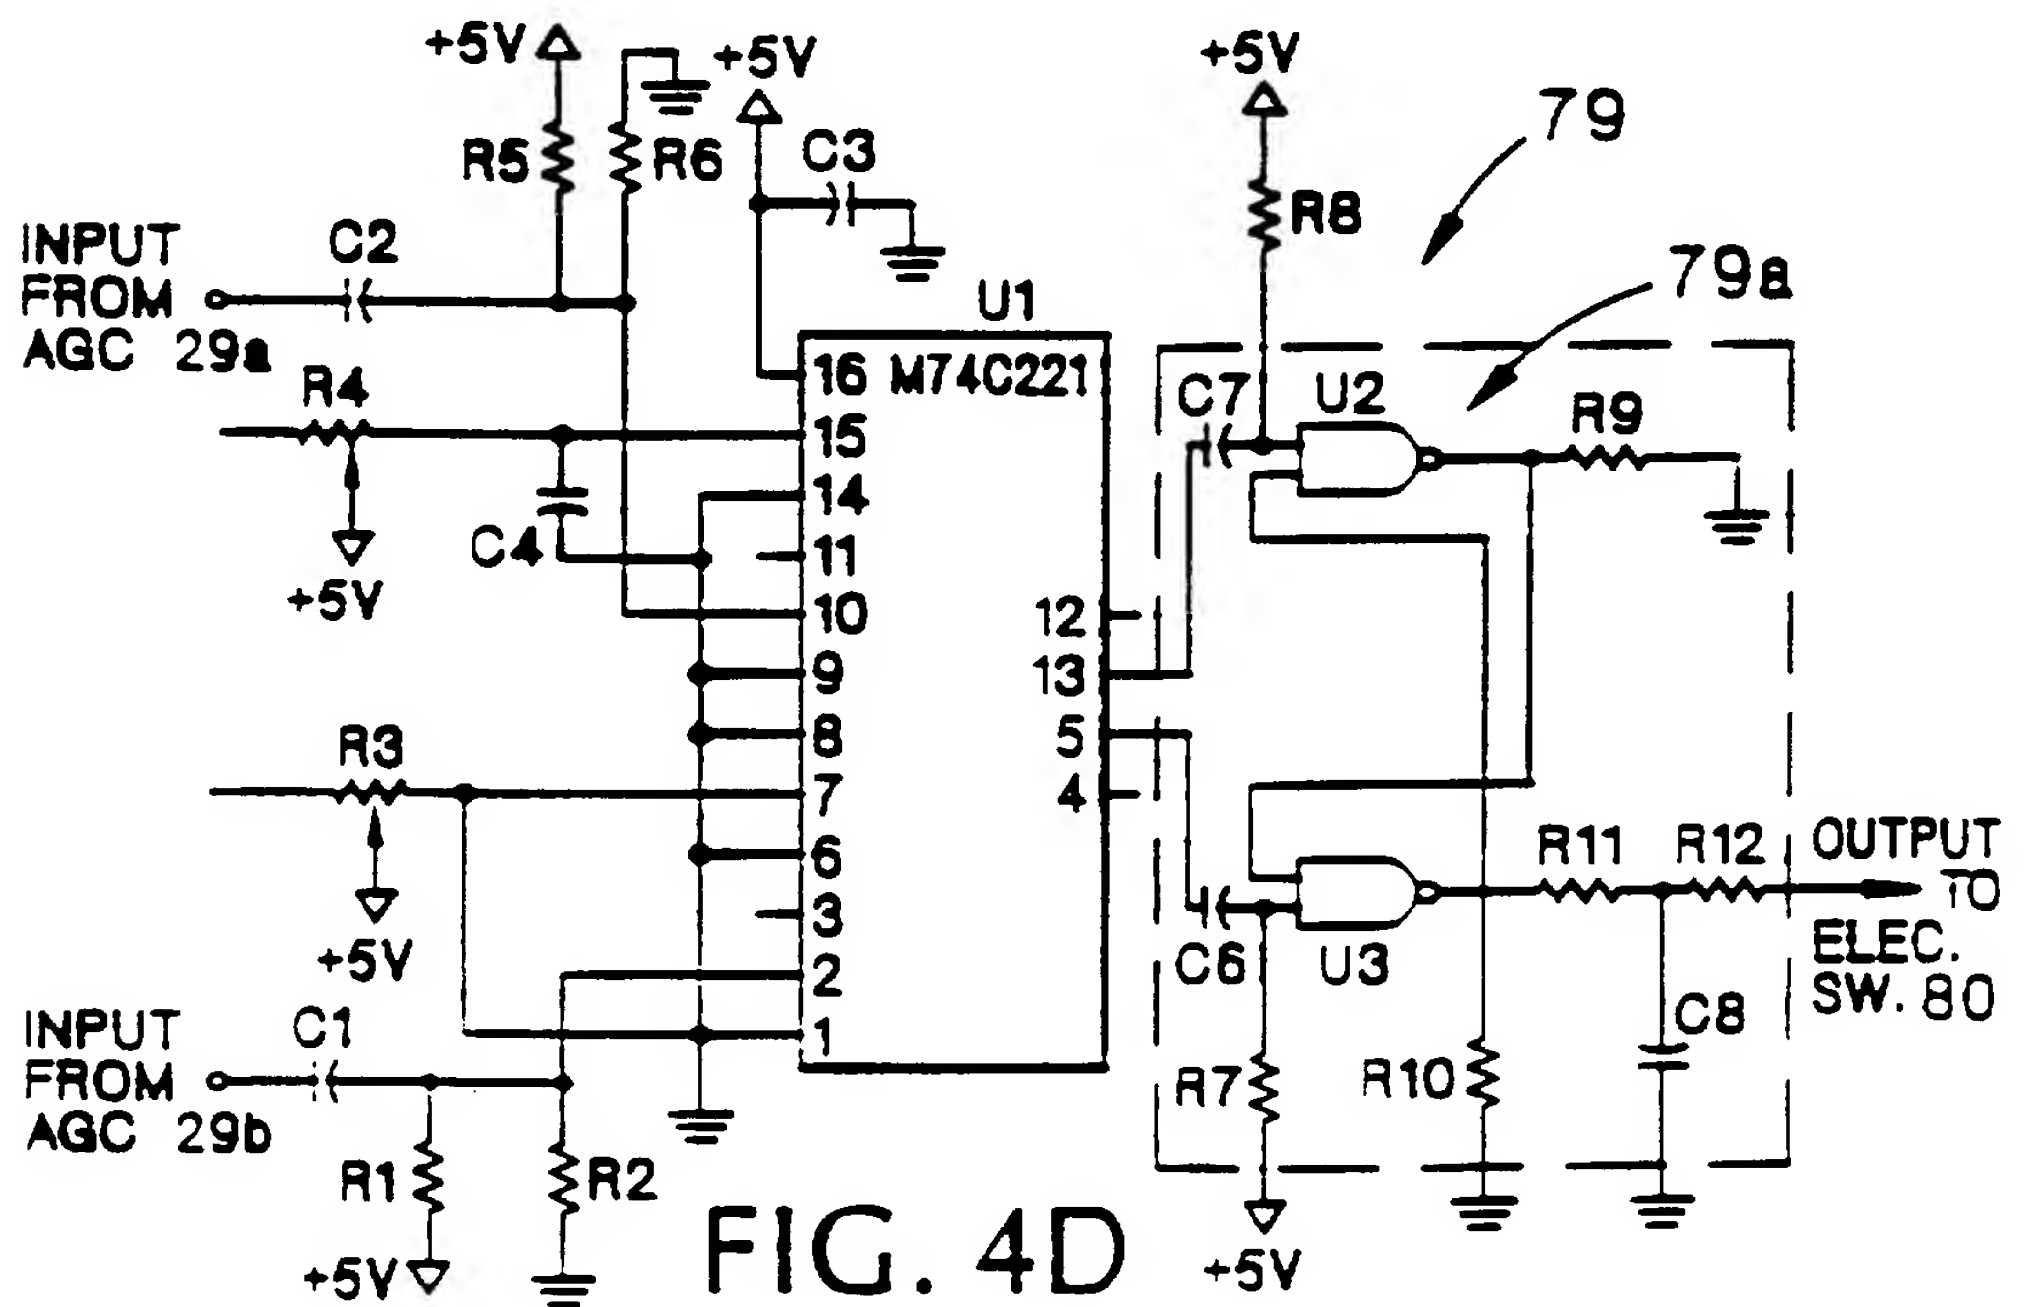 +5V
+5V
+5V
79
R5
R6
C3
R8
INPUT
FROM
AGC 29a
C2
79a
U1
R4
16
M74C221
C7
U2
R9
15
14
C4
11
+5V
10
12
9
13
R3
8
5
7
4
6
R11
R12
OUTPUT
TO
ELEC.
SW. 80
3
+5V
C6
U3
2
INPUT
FROM
AGC 29b
C1
1
C8
R7
R10
R1
R2
+5V
FIG. 4D
+5V